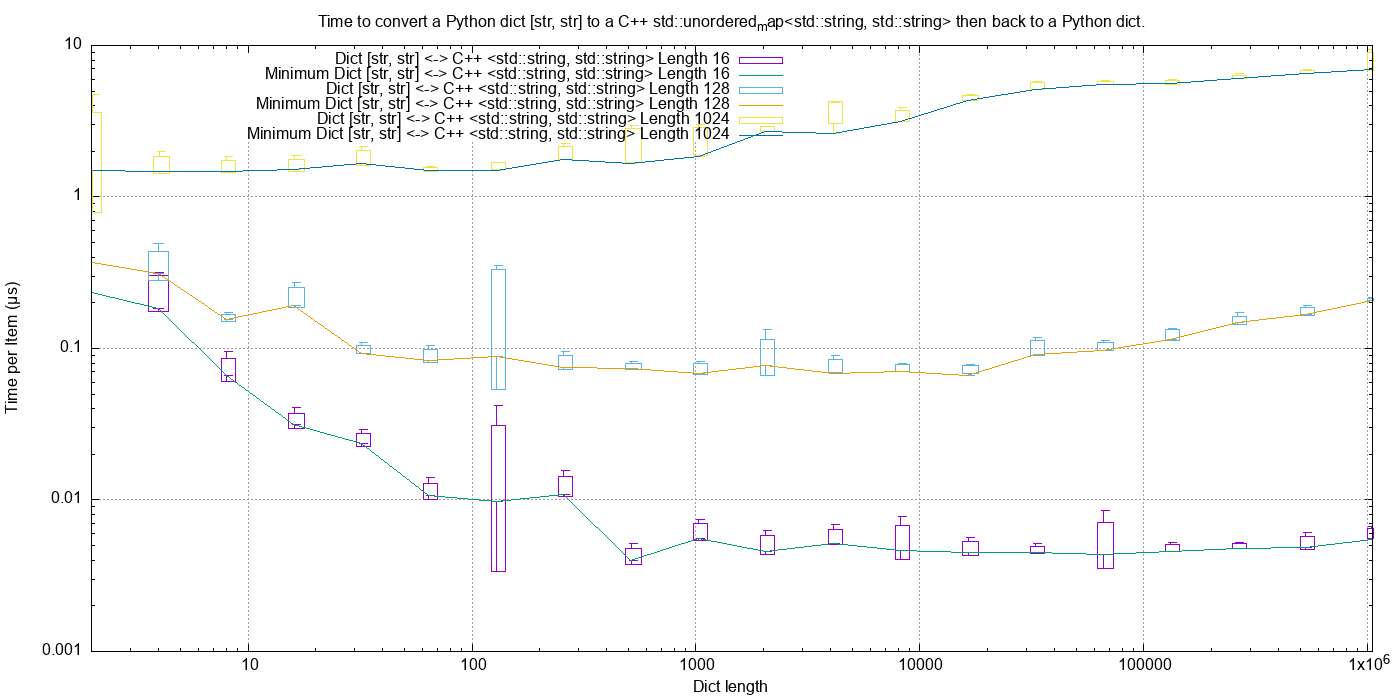 Time to convert a Python dict [str, str] to a C++ std::unordered_map<std::string, std::string> then back to a Python dict.
Dict [str, str] <-> C++ <std::string, std::string> Length 16
Minimum Dict [str, str] <-> C++ <std::string, std::string> Length 16
Dict [str, str] <-> C++ <std::string, std::string> Length 128
Minimum Dict [str, str] <-> C++ <std::string, std::string> Length 128
Dict [str, str] <-> C++ <std::string, std::string> Length 1024
Minimum Dict [str, str] <-> C++ <std::string, std::string> Length 1024
10
1
0.1
0.01
0.001
Time per Item (µs)
10 100 1000 10000 100000 1x10^6
Dict length